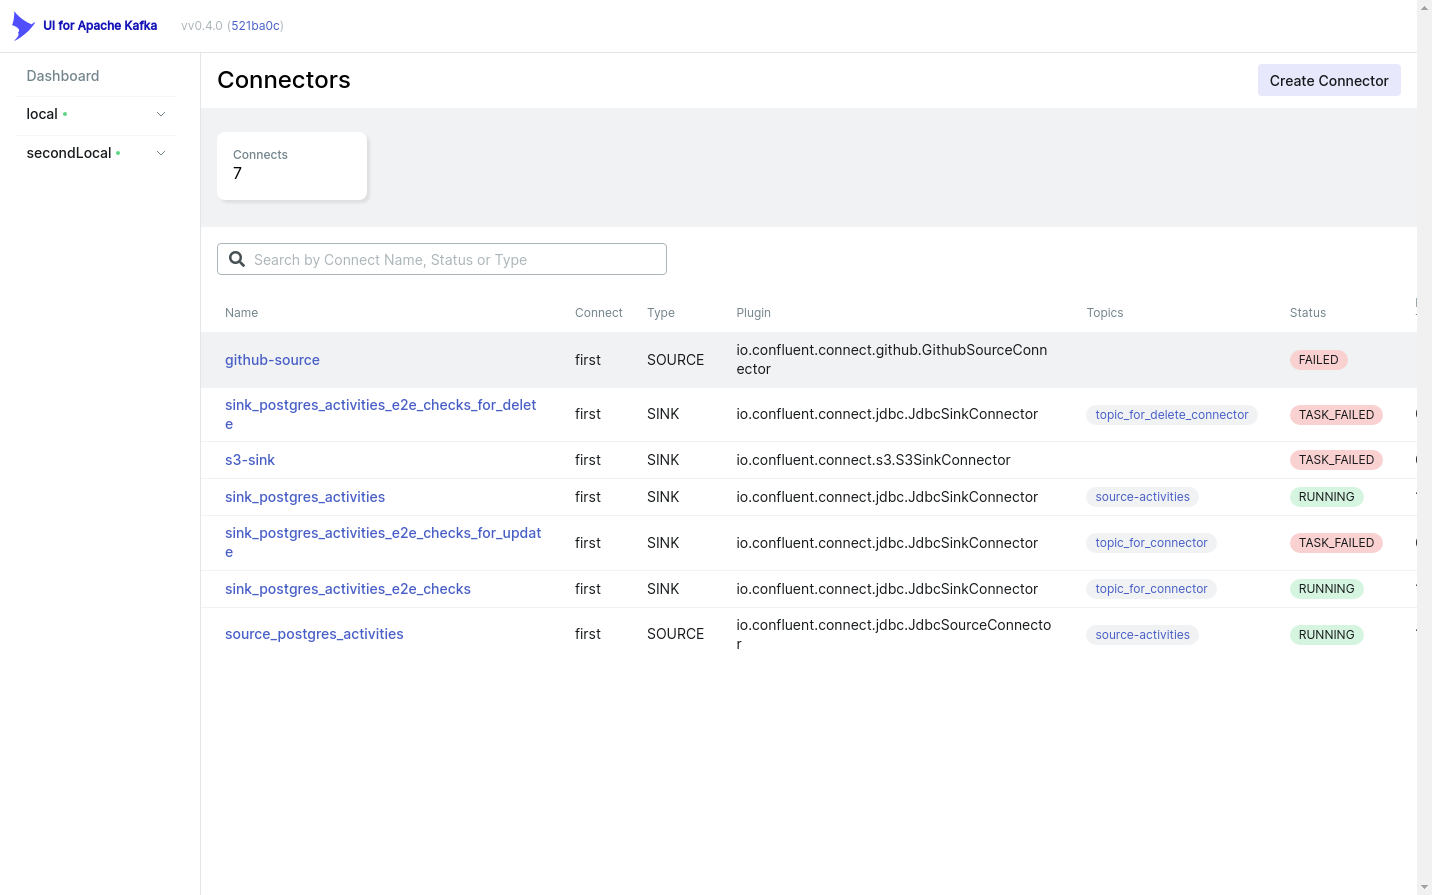 UI for Apache Kafka
vv0.4.0 (521ba0c)
Dashboard
local
secondLocal
Connectors
Create Connector
Connects
7
Search by Connect Name, Status or Type
Name Connect Type Plugin Topics Status
github-source first SOURCE io.confluent.connect.github.GithubSourceConn
ector FAILED
sink_postgres_activities_e2e_checks_for_delet
e first SINK io.confluent.connect.jdbc.JdbcSinkConnector topic_for_delete_connector TASK_FAILED
s3-sink first SINK io.confluent.connect.s3.S3SinkConnector TASK_FAILED
sink_postgres_activities first SINK io.confluent.connect.jdbc.JdbcSinkConnector source-activities RUNNING
sink_postgres_activities_e2e_checks_for_updat
e first SINK io.confluent.connect.jdbc.JdbcSinkConnector topic_for_connector TASK_FAILED
sink_postgres_activities_e2e_checks first SINK io.confluent.connect.jdbc.JdbcSinkConnector topic_for_connector RUNNING
source_postgres_activities first SOURCE io.confluent.connect.jdbc.JdbcSourceConnecto
r source-activities RUNNING